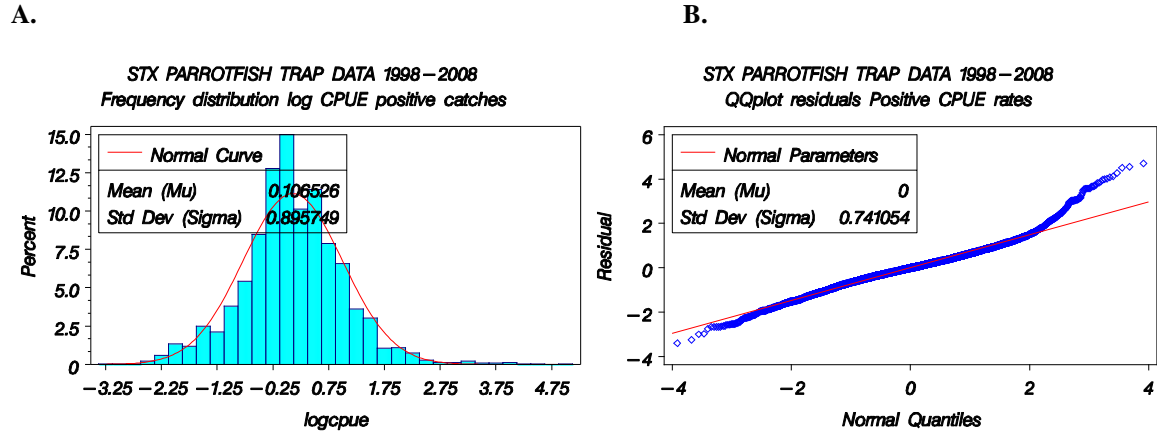 A.
STX PARROTFISH TRAP DATA 1998−2008
Frequency distribution log CPUE positive catches
15.0
12.5
10.0
7.5
5.0
2.5
0
Percent
Normal Curve
Mean (Mu) 0.106526
Std Dev (Sigma) 0.895749
−3.25 −2.25 −1.25 −0.25 0.75 1.75 2.75 3.75 4.75
logcpue
B.
STX PARROTFISH TRAP DATA 1998−2008
QQplot residuals Positive CPUE rates
6
4
2
0
−2
−4
Residual
Normal Parameters
Mean (Mu) 0
Std Dev (Sigma) 0.741054
−4 −2 0 2 4
Normal Quantiles